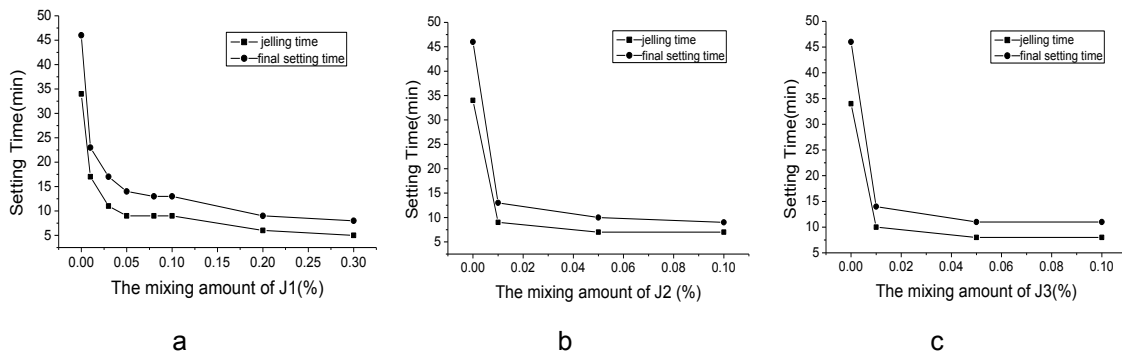 50
45
40
35
30
25
20
15
10
5
Setting Time(min)
jelling time
final setting time
0.00 0.05 0.10 0.15 0.20 0.25 0.30
The mixing amount of J1(%)
a
50
45
40
35
30
25
20
15
10
5
Setting Time(min)
jelling time
final setting time
0.00 0.02 0.04 0.06 0.08 0.10
The mixing amount of J2 (%)
b
50
45
40
35
30
25
20
15
10
5
Setting Time(min)
jelling time
final setting time
0.00 0.02 0.04 0.06 0.08 0.10
The mixing amount of J3(%)
c